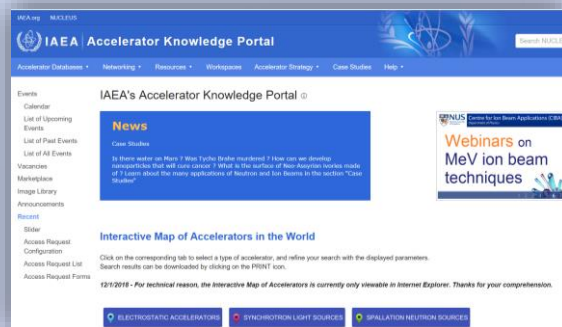 IAEA.org NUCLEUS
IAEA Accelerator Knowledge Portal
Search NUCLE
Accelerator Databases Networking Resources Workspaces Accelerator Strategy Case Studies Help
Events
Calendar
List of Upcoming
Events
List of Past Events
List of All Events
Vacancies
Marketplace
Image Library
Announcements
Recent
Slider
Access Request
Configuration
Access Request List
Access Request Forms
IAEA's Accelerator Knowledge Portal
News
Case Studies
Is there water on Mars ? Was Tycho Brahe murdered ? How can we develop
nanoparticles that will cure cancer ? What is the surface of Neo-Assyrian ivories made
of ? Learn about the many applications of Neutron and Ion Beams in the section "Case
Studies"
NUS Centre for Ion Beam Applications (CIBA)
Webinars on
MeV ion beam
techniques
Interactive Map of Accelerators in the World
Click on the corresponding tab to select a type of accelerator, and refine your search with the displayed parameters.
Search results can be downloaded by clicking on the PRINT icon.
12/1/2018 - For technical reason, the Interactive Map of Accelerators is currently only viewable in Internet Explorer. Thanks for your comprehension.
ELECTROSTATIC ACCELERATORS SYNCHROTRON LIGHT SOURCES SPALLATION NEUTRON SOURCES